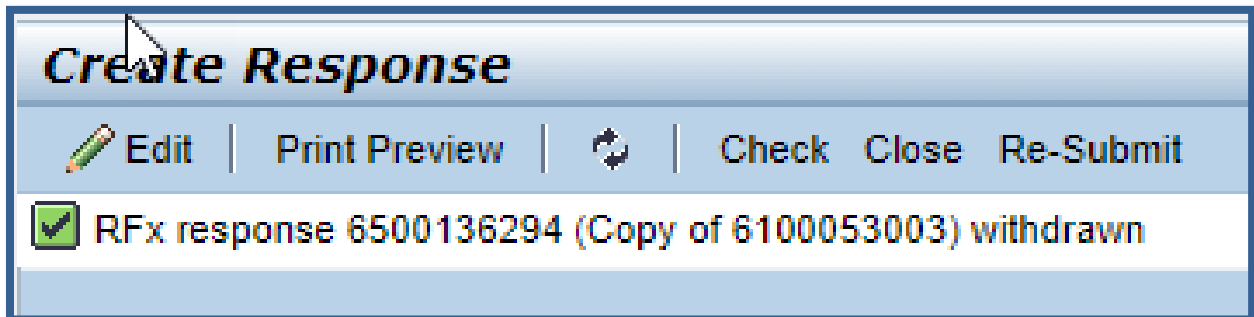 Create Response
Edit | Print Preview | | Check Close Re-Submit
RFx response 6500136294 (Copy of 6100053003) withdrawn